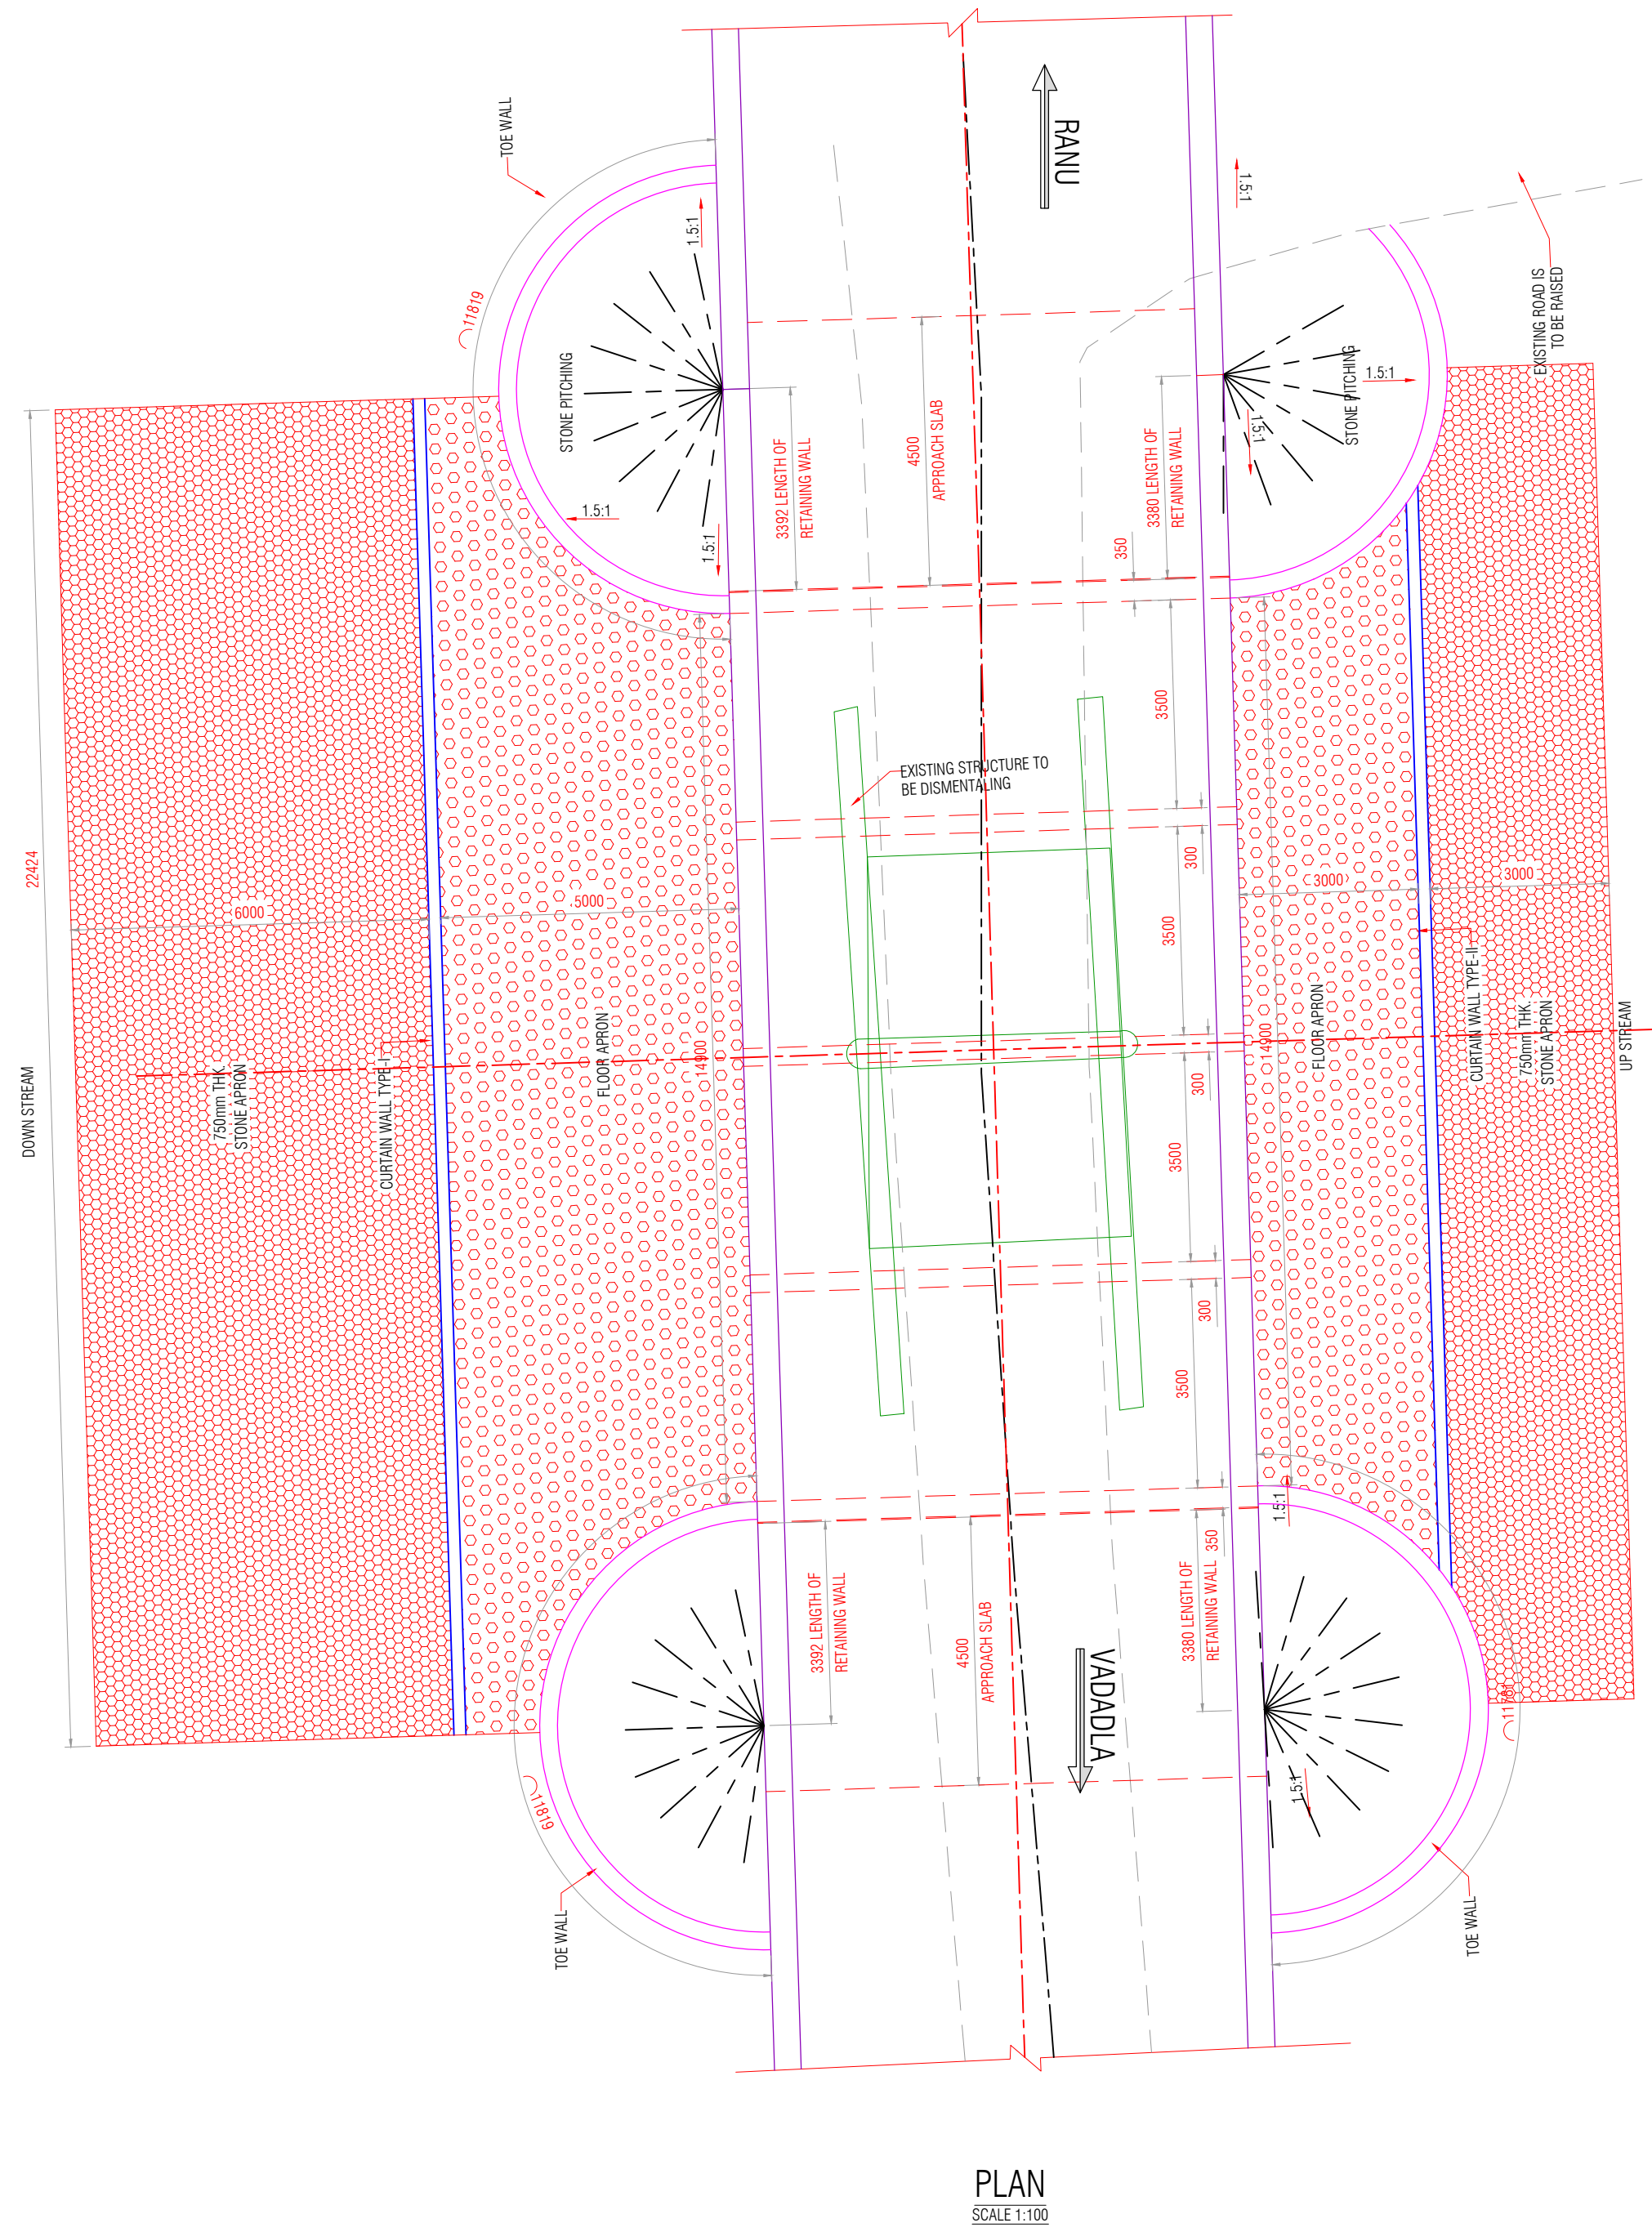 TOE WALL
RANU
1.5:1
1.5:1
11819
STONE PITCHING
EXISTING ROAD IS
TO BE RAISED
STONE PITCHING
1.5:1
1.5:1
1.5:1
1.5:1
3392 LENGTH OF
RETAINING WALL
4500
APPROACH SLAB
3380 LENGTH OF
RETAINING WALL
350
3500
EXISTING STRUCTURE TO
BE DISMENTALING
22424
300
6000
5000
3000
3000
3500
DOWN STREAM
750mm THK.
STONE APRON
CURTAIN WALL TYPE-I
FLOOR APRON
14900
300
14900
FLOOR APRON
CURTAIN WALL TYPE-II
750mm THK.
STONE APRON
UP STREAM
3500
300
3500
1.5:1
350
3392 LENGTH OF
RETAINING WALL
4500
APPROACH SLAB
3380 LENGTH OF
RETAINING WALL
VADADLA
11781
11819
1.5:1
TOE WALL
TOE WALL
PLAN
SCALE 1:100